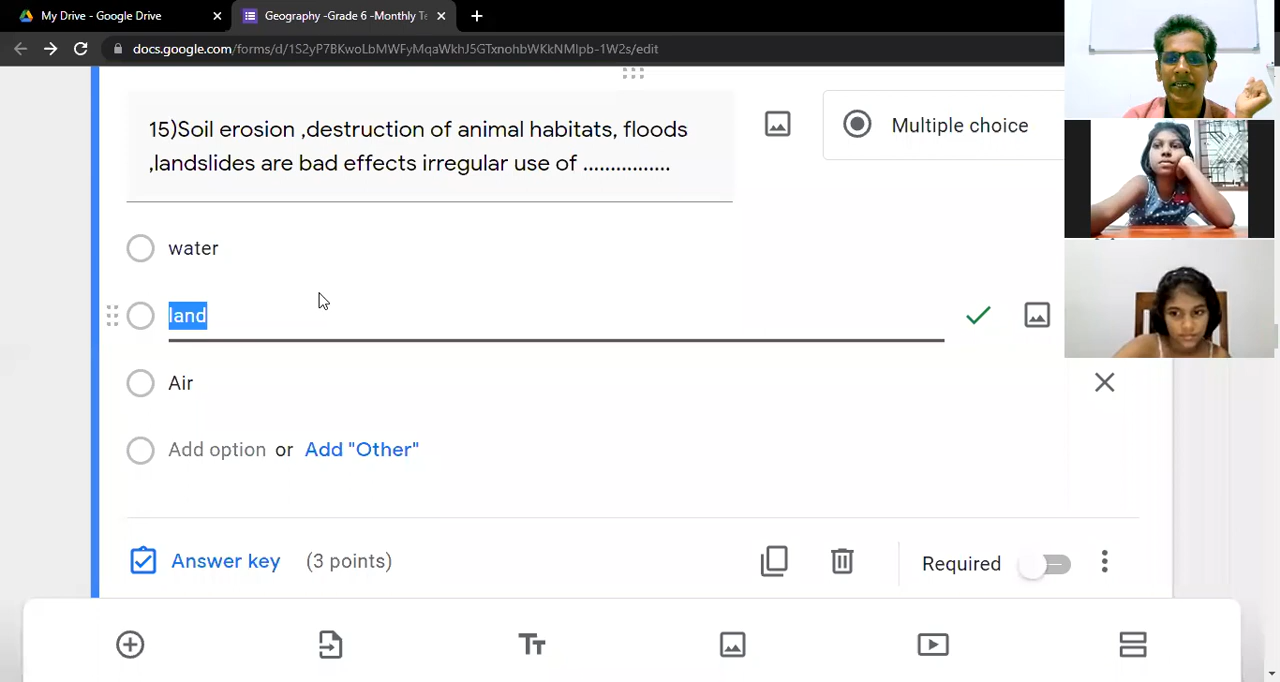 My Drive - Google Drive
Geography -Grade 6 -Monthly Te
docs.google.com/forms/d/1S2yP7BKwoLbMWFyMqaWkhJ5GTxnohbWKkNMlpb-1W2s/edit
15)Soil erosion ,destruction of animal habitats, floods
,landslides are bad effects irregular use of ................
Multiple choice
water
land
Air
Add option or Add "Other"
Answer key (3 points)
Required
Tт